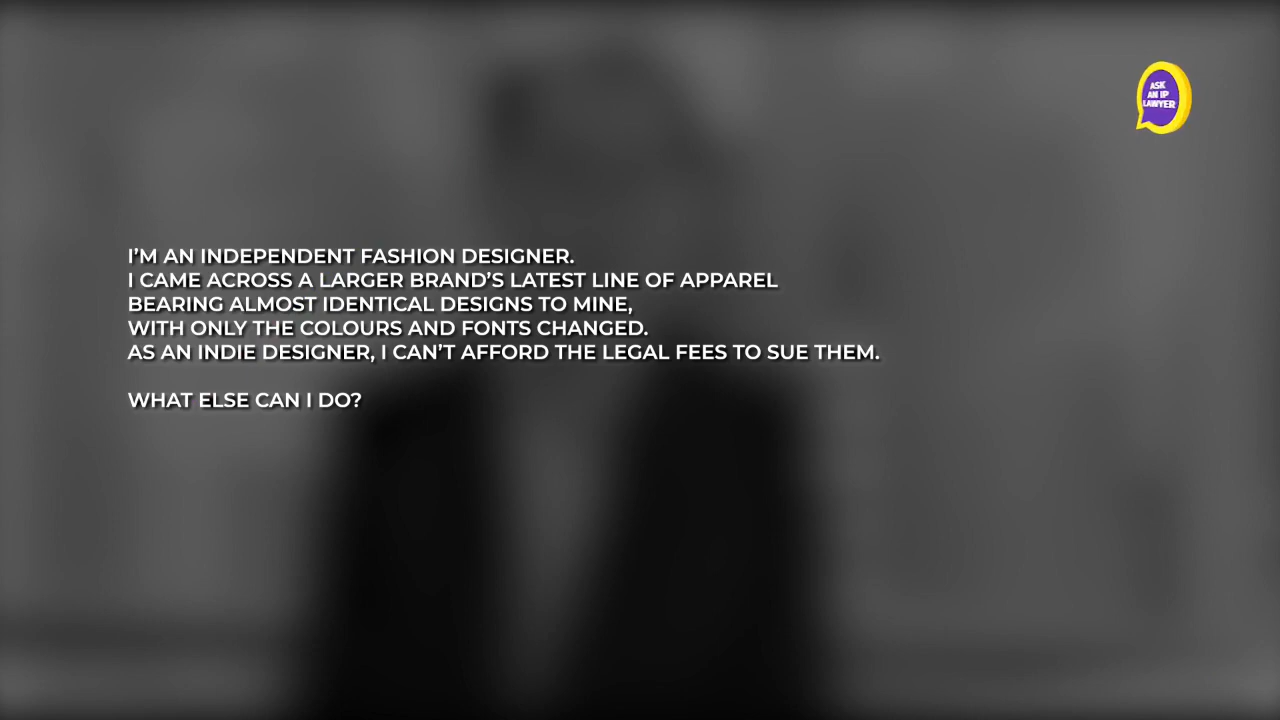 ASK
AN IP
LAWYER
I'M AN INDEPENDENT FASHION DESIGNER.
I CAME ACROSS A LARGER BRAND'S LATEST LINE OF APPAREL
BEARING ALMOST IDENTICAL DESIGNS TO MINE,
WITH ONLY THE COLOURS AND FONTS CHANGED.
AS AN INDIE DESIGNER, I CAN'T AFFORD THE LEGAL FEES TO SUE THEM.
WHAT ELSE CAN I DO?